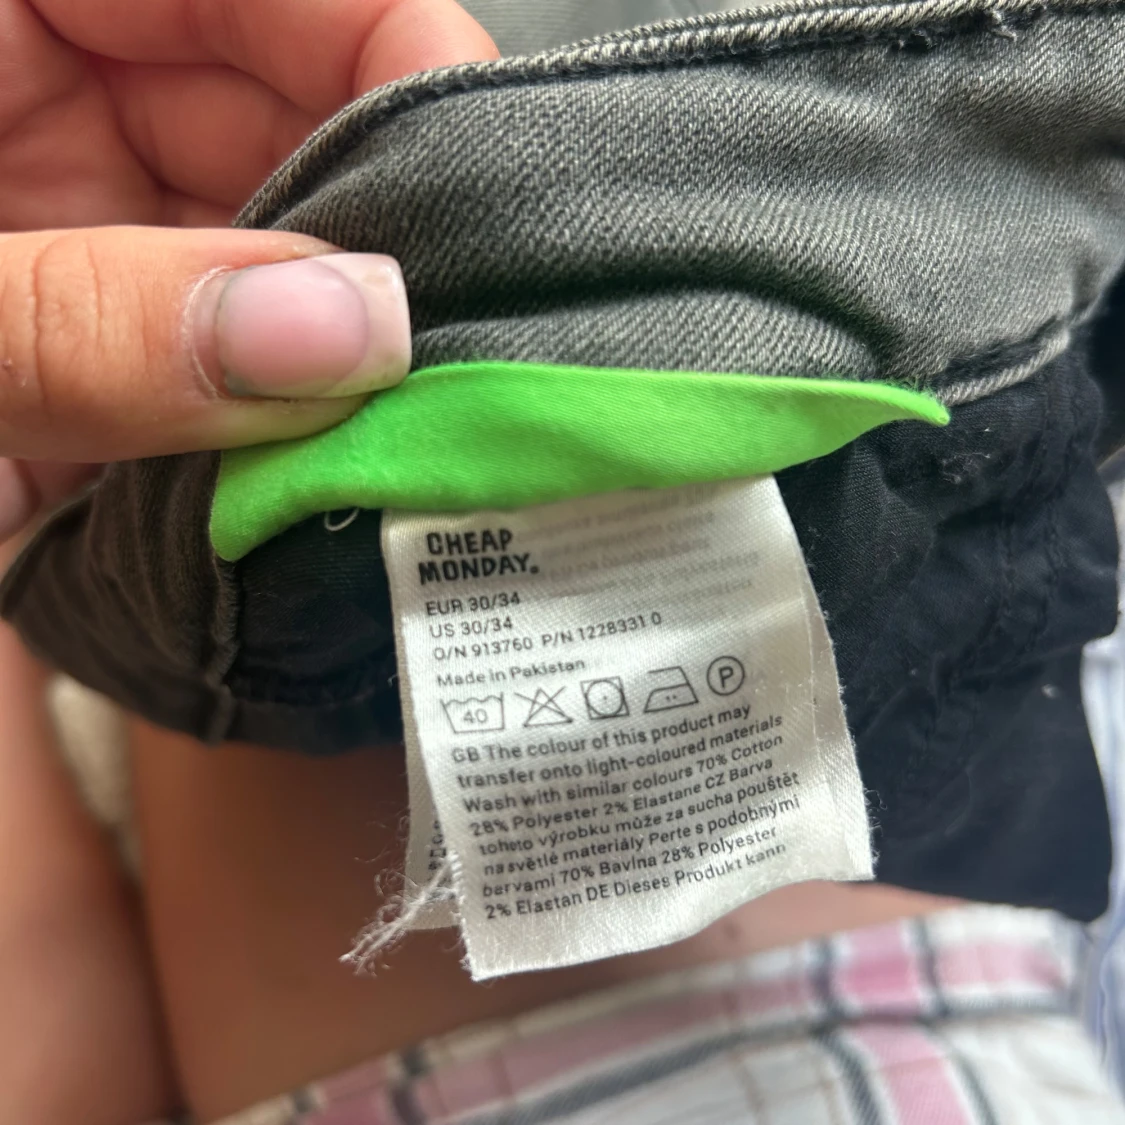 CHEAP
MONDAY®
EUR 30/34
US 30/34
O/N 913760 P/N 1228331 0
Made in Pakistan
40
P
GB The colour of this product may
transfer onto light-coloured materials
Wash with similar colours 70% Cotton
28% Polyester 2% Elastane CZ Barva
tohoto výrobku může za sucha pouštět
na světlé materiály Perte s podobnými
bervami 70% Bavlna 28% Polyester
2% Elastan DE Dieses Produkt kann